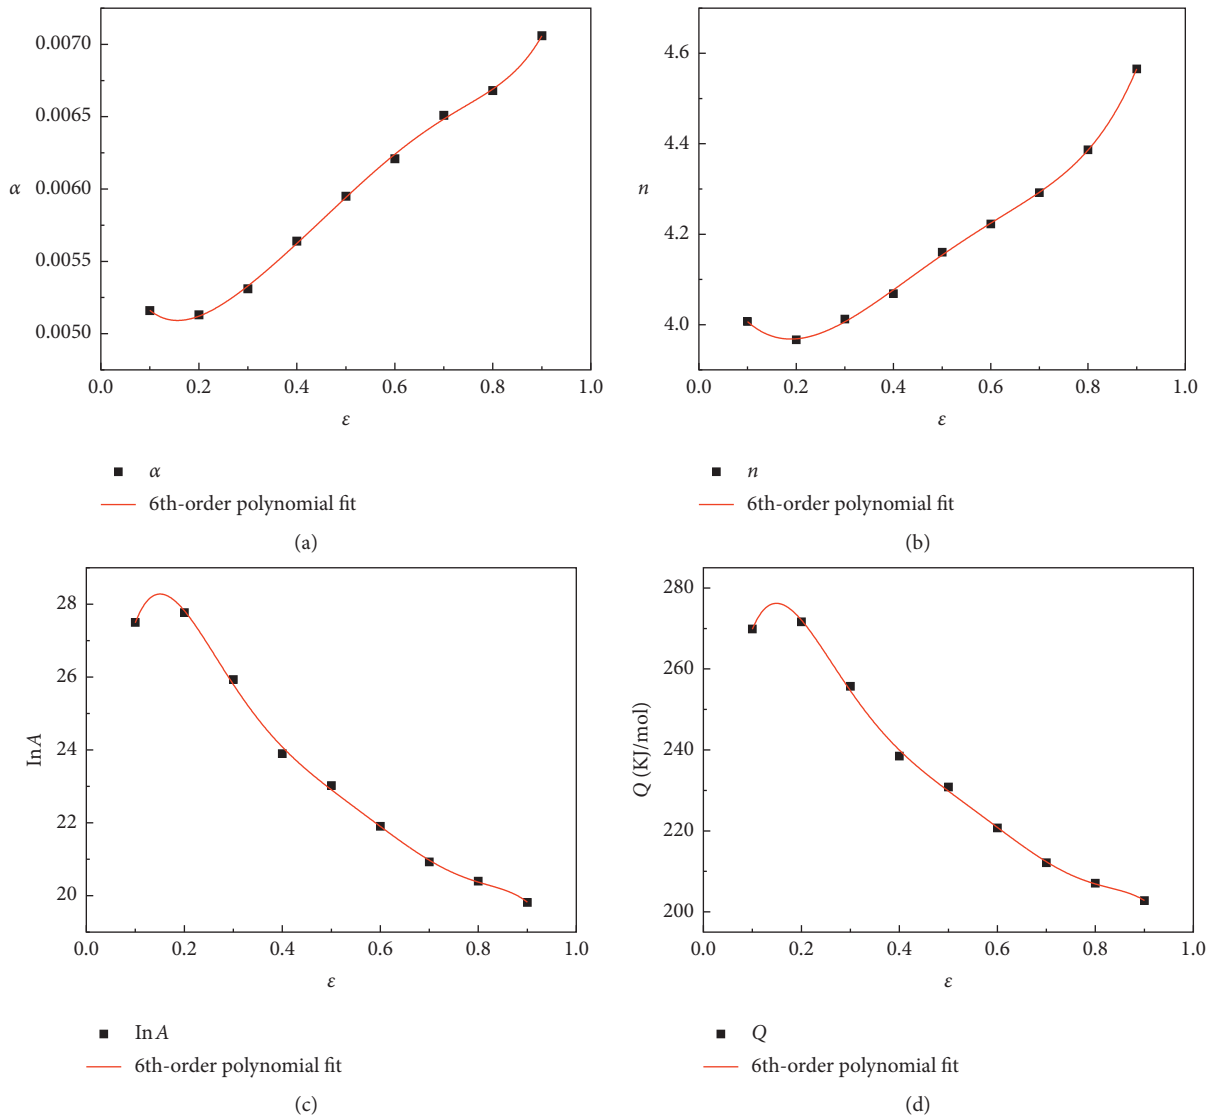 0.0070
0.0065
0.0060
0.0055
0.0050
α
0.0 0.2 0.4 0.6 0.8 1.0
ε
α
6th-order polynomial fit
(a)
4.6
4.4
4.2
4.0
n
0.0 0.2 0.4 0.6 0.8 1.0
ε
n
6th-order polynomial fit
(b)
28
26
24
22
20
In A
0.0 0.2 0.4 0.6 0.8 1.0
ε
In A
6th-order polynomial fit
(c)
280
260
240
220
200
Q (KJ/mol)
0.0 0.2 0.4 0.6 0.8 1.0
ε
Q
6th-order polynomial fit
(d)